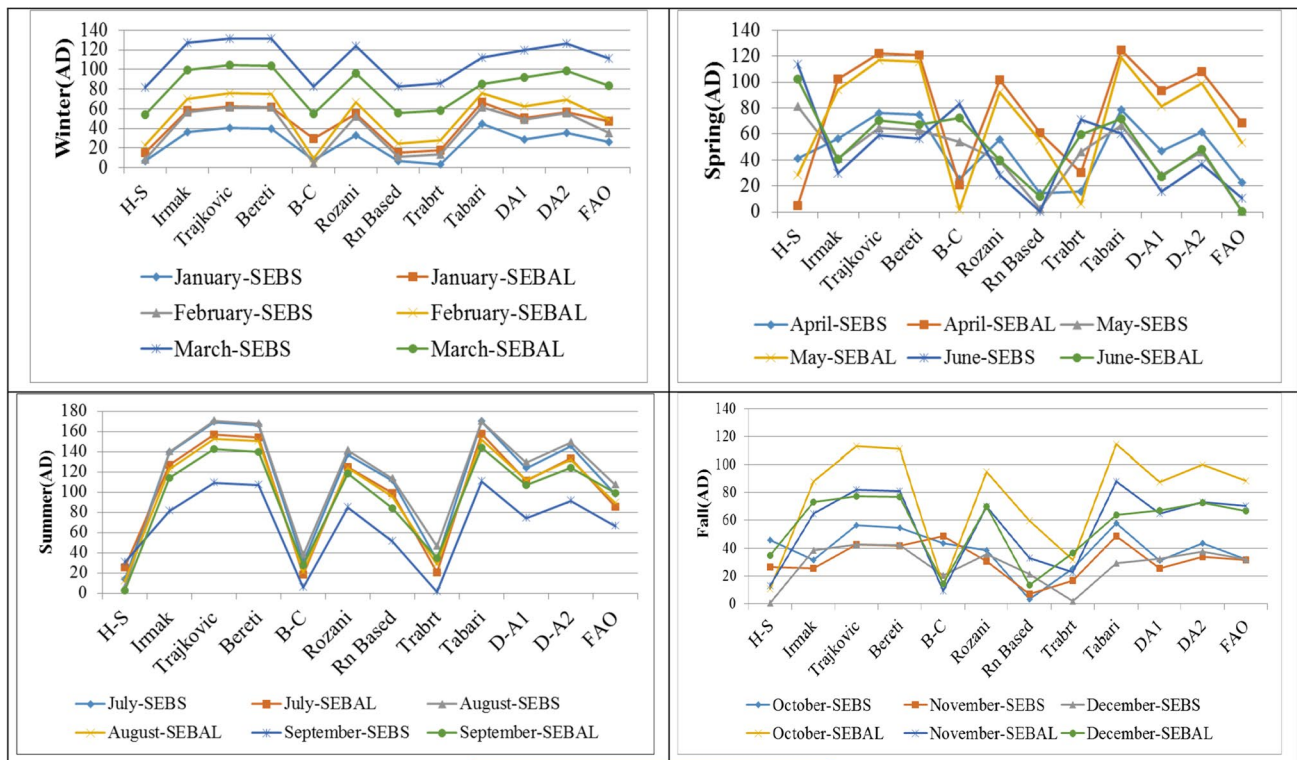 Winter(AD)
140
120
100
80
60
40
20
0
H-S
Irmak
Trajkovic
Bereti
B-C
Rozani
Rn Based
Trabrt
Tabari
DA1
DA2
FAO
January-SEBS
January-SEBAL
February-SEBS
February-SEBAL
March-SEBS
March-SEBAL
Spring(AD)
140
120
100
80
60
40
20
0
H-S
Irmak
Trajkovic
Bereti
B-C
Rozani
Rn Based
Trabrt
Tabari
D-A1
D-A2
FAO
April-SEBS
April-SEBAL
May-SEBS
May-SEBAL
June-SEBS
June-SEBAL
Summer(AD)
180
160
140
120
100
80
60
40
20
0
H-S
Irmak
Trajkovic
Bereti
B-C
Rozani
Rn Based
Trabrt
Tabari
D-A1
D-A2
FAO
July-SEBS
July-SEBAL
August-SEBS
August-SEBAL
September-SEBS
September-SEBAL
Fall(AD)
140
120
100
80
60
40
20
0
H-S
Irmak
Trajkovic
Bereti
B-C
Rozani
Rn Based
Trabrt
Tabari
DA1
DA2
FAO
October-SEBS
November-SEBS
December-SEBS
October-SEBAL
November-SEBAL
December-SEBAL